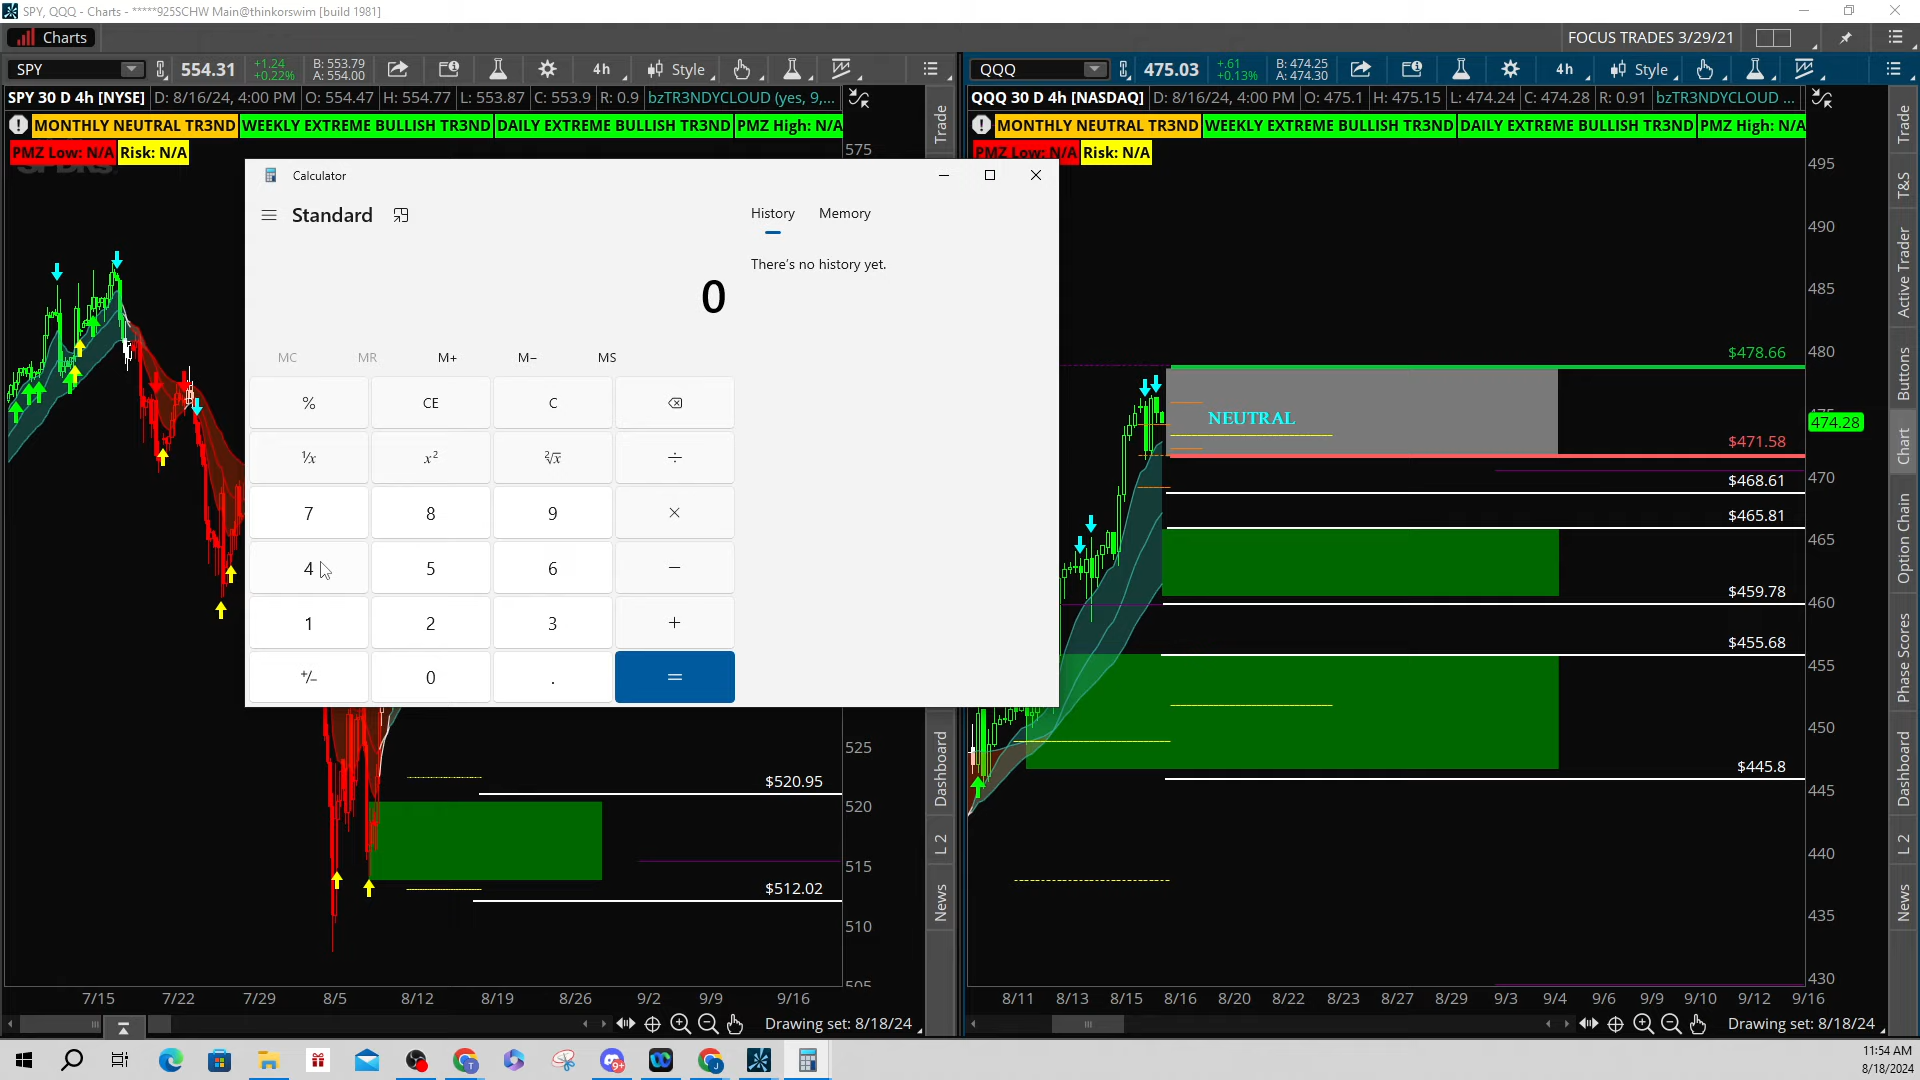 SPY, QQQ - Charts - *****925SCHW Main@thinkorswim [build 1981]
Charts
FOCUS TRADES 3/29/21
SPY
554.31
+1.24
+0.22%
B: 553.79
A: 554.00
4h
Style
SPY 30 D 4h [NYSE]
D: 8/16/24, 4:00 PM
O: 554.47
H: 554.77
L: 553.87
C: 553.9
R: 0.9
bzTR3NDYCLOUD (yes, 9,...
MONTHLY NEUTRAL TR3ND
WEEKLY EXTREME BULLISH TR3ND
DAILY EXTREME BULLISH TR3ND
PMZ High: N/A
PMZ Low: N/A
Risk: N/A
575
525
520
515
510
505
$520.95
$512.02
7/15
7/22
7/29
8/5
8/12
8/19
8/26
9/2
9/9
9/16
Drawing set: 8/18/24
Trade
Dashboard
L 2
News
Calculator
Standard
History
Memory
There's no history yet.
0
MC
MR
M+
M−
MS
%
CE
C
⅟x
x²
²√x
÷
7
8
9
×
4
5
6
−
1
2
3
+
+/−
0
.
=
QQQ
475.03
+.61
+0.13%
B: 474.25
A: 474.30
4h
Style
QQQ 30 D 4h [NASDAQ]
D: 8/16/24, 4:00 PM
O: 475.1
H: 475.15
L: 474.24
C: 474.28
R: 0.91
bzTR3NDYCLOUD ...
MONTHLY NEUTRAL TR3ND
WEEKLY EXTREME BULLISH TR3ND
DAILY EXTREME BULLISH TR3ND
PMZ High: N/A
PMZ Low: N/A
Risk: N/A
NEUTRAL
$478.66
$471.58
$468.61
$465.81
$459.78
$455.68
$445.8
495
490
485
480
475
474.28
470
465
460
455
450
445
440
435
430
8/11
8/13
8/15
8/16
8/20
8/22
8/23
8/27
8/29
9/3
9/4
9/6
9/9
9/10
9/12
9/16
Drawing set: 8/18/24
Trade
T&S
Active Trader
Buttons
Chart
Option Chain
Phase Scores
Dashboard
L 2
News
9+
11:54 AM
8/18/2024